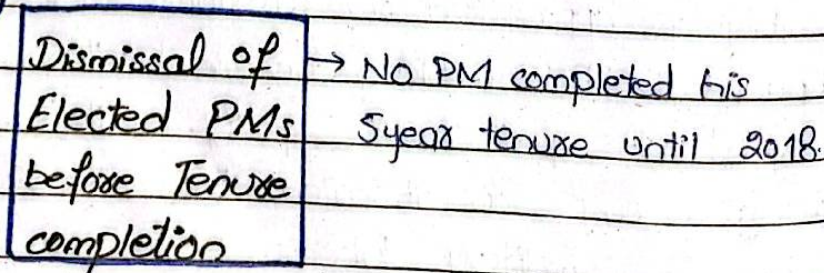 Dismissal of
Elected PMs
before Tenure
completion
→ No PM completed his
5year tenure until 2018.